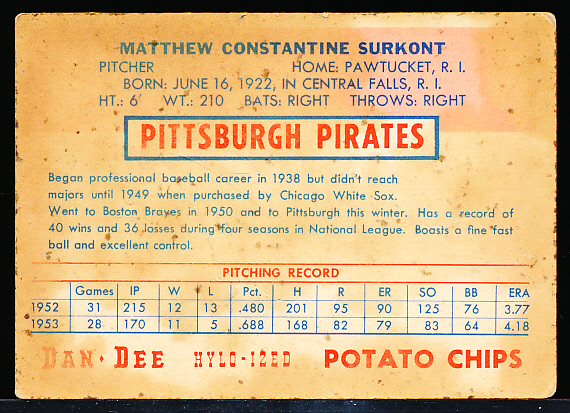 MATTHEW CONSTANTINE SURKONT
PITCHER HOME: PAWTUCKET, R. I.
BORN: JUNE 16, 1922, IN CENTRAL FALLS, R. I.
HT.: 6' WT.: 210 BATS: RIGHT THROWS: RIGHT
PITTSBURGH PIRATES
Began professional baseball career in 1938 but didn't reach
majors until 1949 when purchased by Chicago White Sox.
Went to Boston Braves in 1950 and to Pittsburgh this winter. Has a record of
40 wins and 36 losses during four seasons in National League. Boasts a fine fast
ball and excellent control.
PITCHING RECORD
Games IP W L Pct. H R ER SO BB ERA
1952 31 215 12 13 .480 201 95 90 125 76 3.77
1953 28 170 11 5 .688 168 82 79 83 64 4.18
DAN·DEE HYLO-IZED POTATO CHIPS